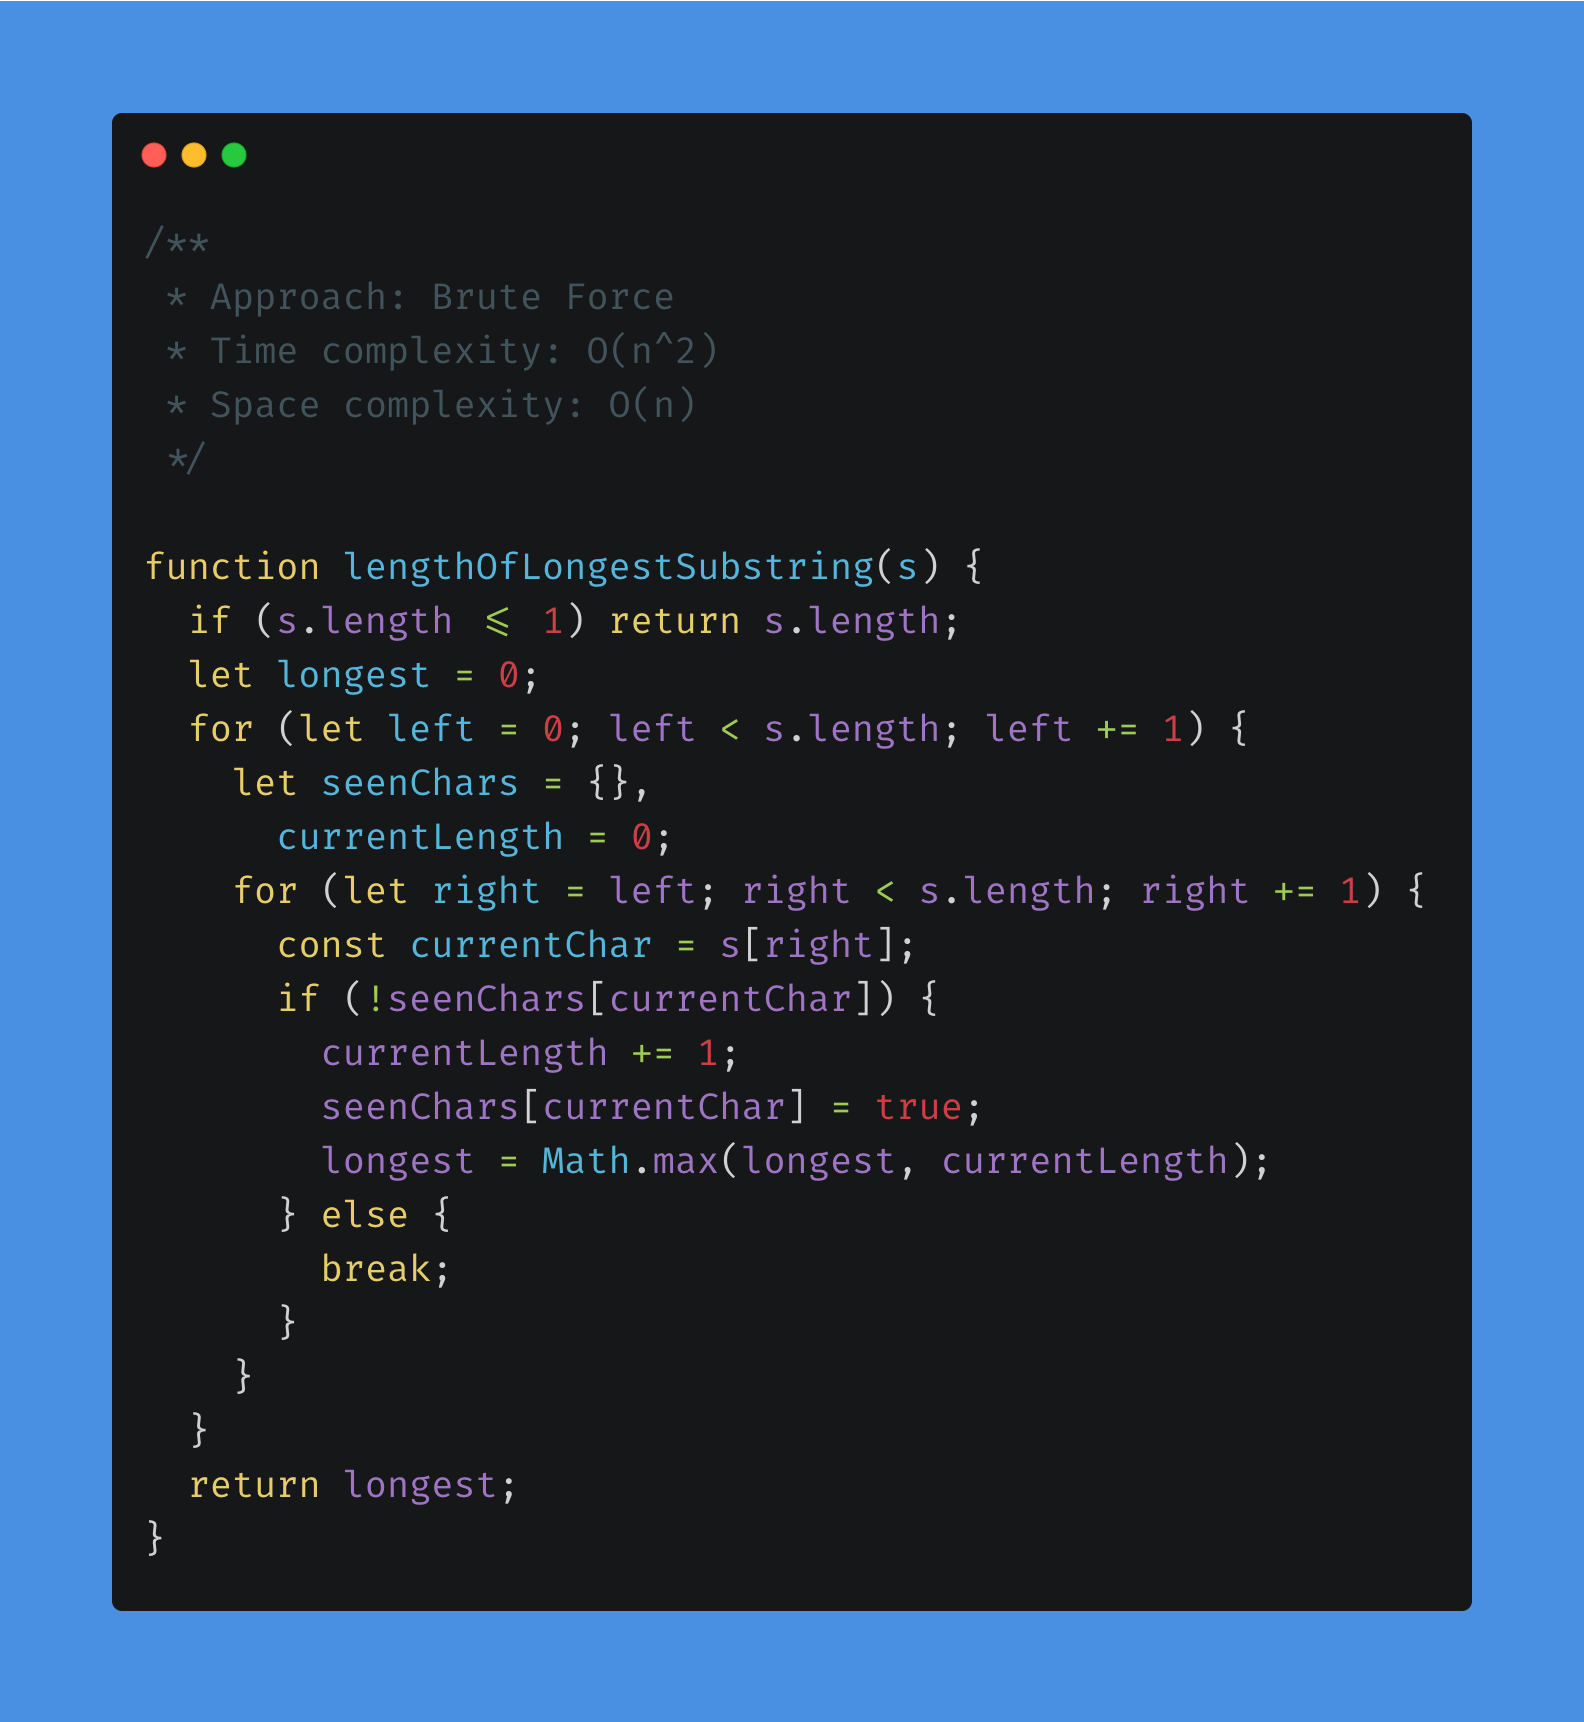 /**
 * Approach: Brute Force
 * Time complexity: O(n^2)
 * Space complexity: O(n)
 */

function lengthOfLongestSubstring(s) {
  if (s.length <= 1) return s.length;
  let longest = 0;
  for (let left = 0; left < s.length; left += 1) {
    let seenChars = {},
      currentLength = 0;
    for (let right = left; right < s.length; right += 1) {
      const currentChar = s[right];
      if (!seenChars[currentChar]) {
        currentLength += 1;
        seenChars[currentChar] = true;
        longest = Math.max(longest, currentLength);
      } else {
        break;
      }
    }
  }
  return longest;
}